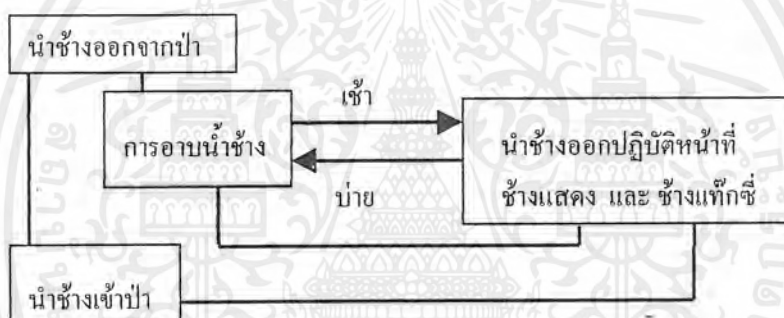 นำช้างออกจากป่า
เช้า
การอาบน้ำช้าง
นำช้างออกปฏิบัติหน้าที่
ช้างแสดง และ ช้างแท๊กซี่
บ่าย
นำช้างเข้าป่า